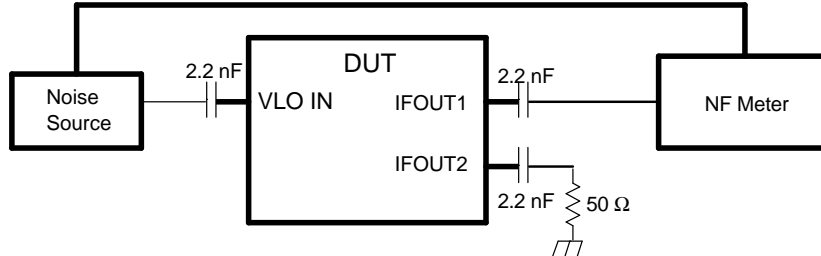 2.2 nF
DUT
2.2 nF
Noise
Source
VLO IN
IFOUT1
NF Meter
IFOUT2
2.2 nF
50 Ω